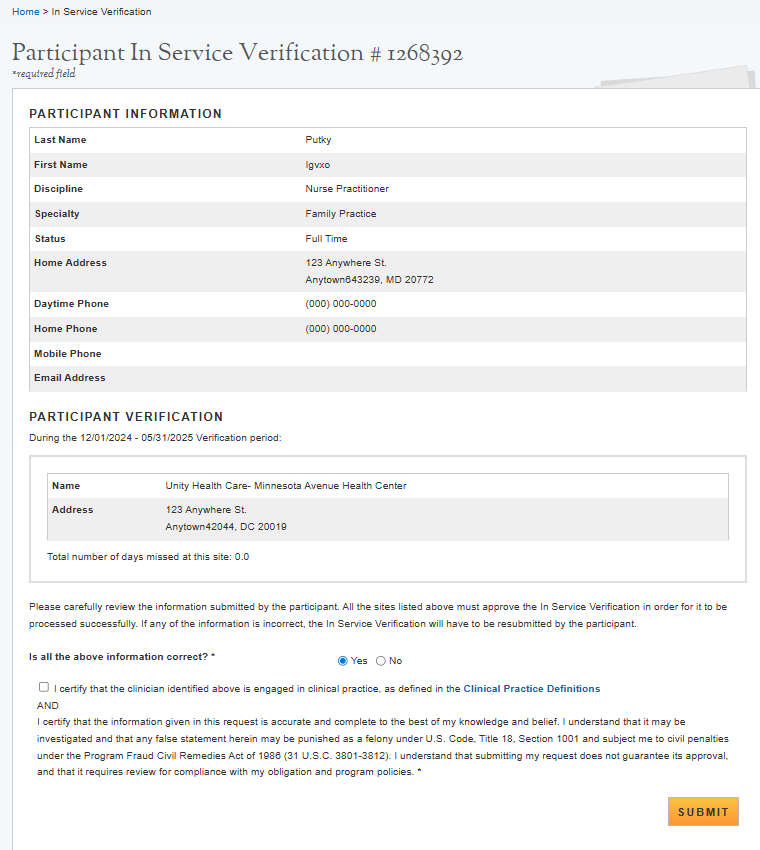 Home > In Service Verification
Participant In Service Verification # 1268392
*required field
PARTICIPANT INFORMATION
Last Name Putky
First Name Igvxo
Discipline Nurse Practitioner
Specialty Family Practice
Status Full Time
Home Address 123 Anywhere St.
Anytown643239, MD 20772
Daytime Phone (000) 000-0000
Home Phone (000) 000-0000
Mobile Phone
Email Address
PARTICIPANT VERIFICATION
During the 12/01/2024 - 05/31/2025 Verification period:
Name Unity Health Care- Minnesota Avenue Health Center
Address 123 Anywhere St.
Anytown42044, DC 20019
Total number of days missed at this site: 0.0
Please carefully review the information submitted by the participant. All the sites listed above must approve the In Service Verification in order for it to be
processed successfully. If any of the information is incorrect, the In Service Verification will have to be resubmitted by the participant.
Is all the above information correct? * Yes No
I certify that the clinician identified above is engaged in clinical practice, as defined in the Clinical Practice Definitions
AND
I certify that the information given in this request is accurate and complete to the best of my knowledge and belief. I understand that it may be
investigated and that any false statement herein may be punished as a felony under U.S. Code, Title 18, Section 1001 and subject me to civil penalties
under the Program Fraud Civil Remedies Act of 1986 (31 U.S.C. 3801-3812). I understand that submitting my request does not guarantee its approval,
and that it requires review for compliance with my obligation and program policies. *
SUBMIT